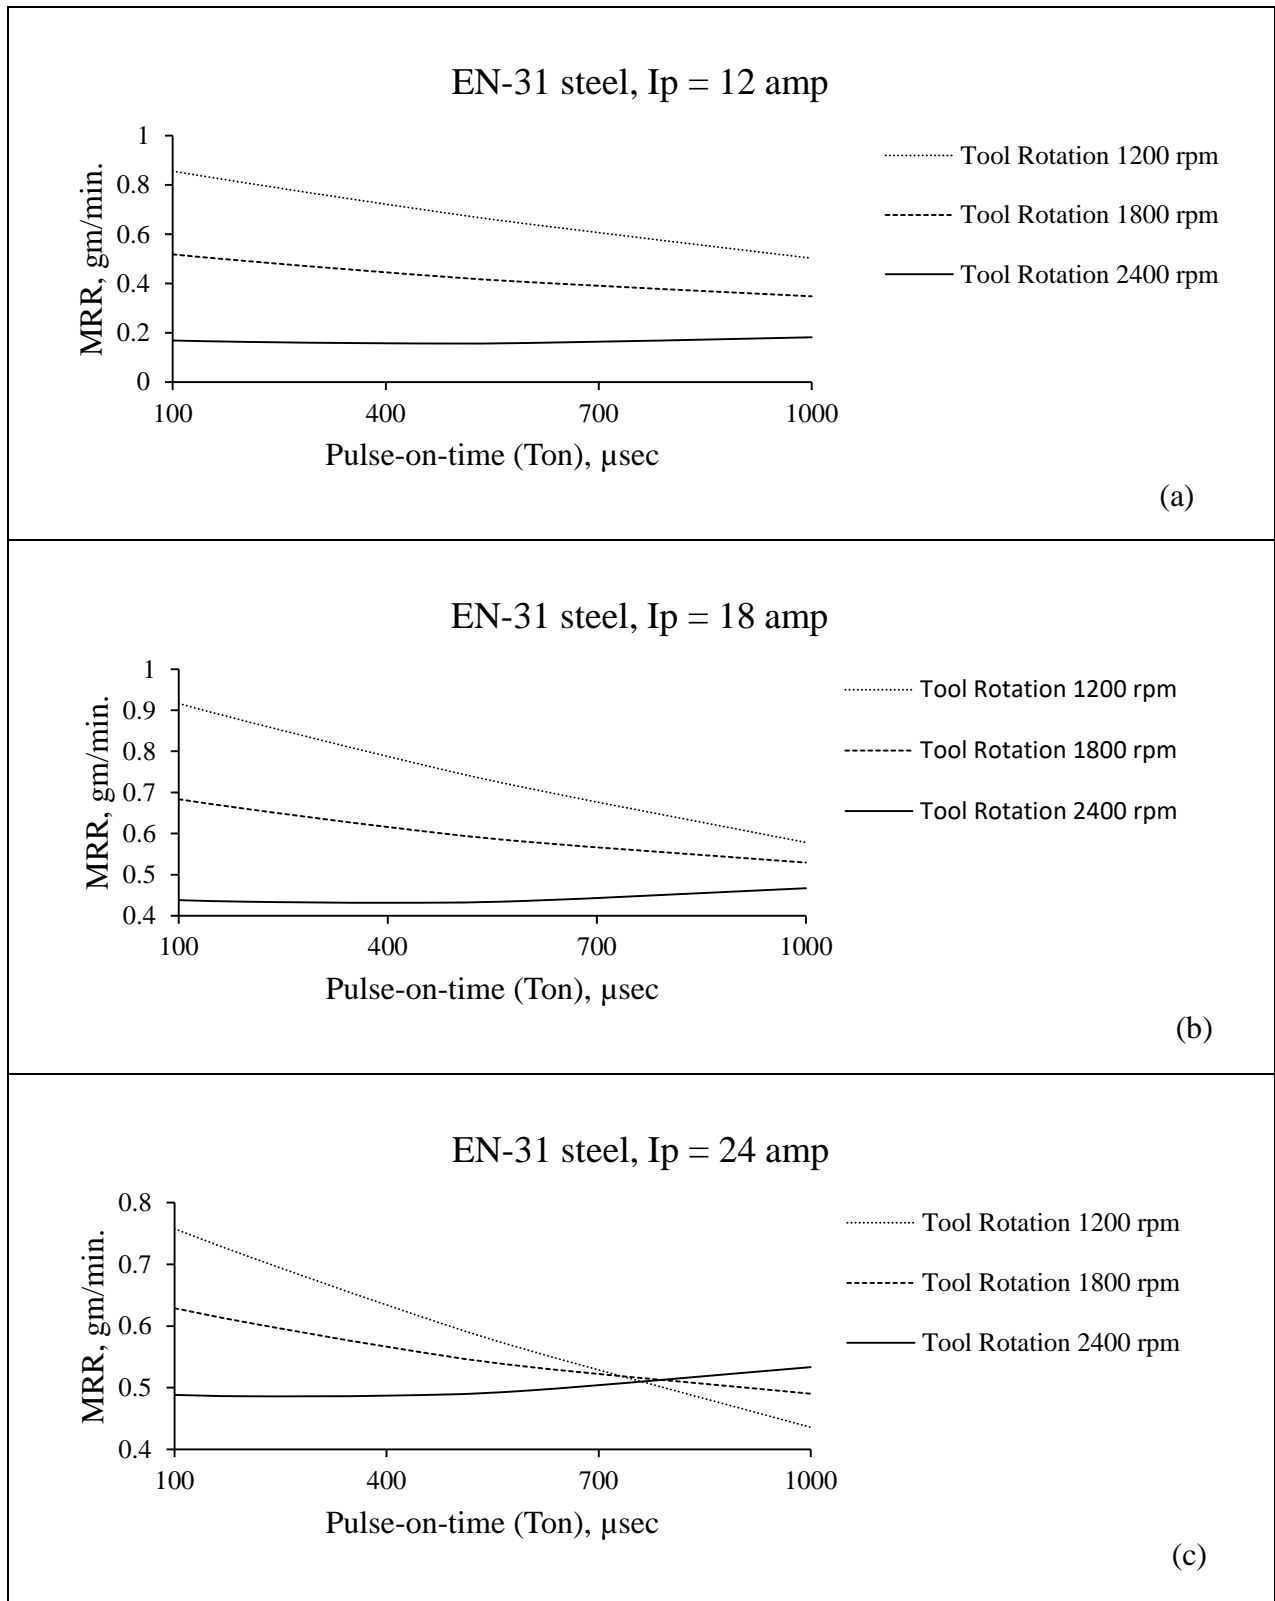 EN-31 steel, Ip = 12 amp
MRR, gm/min.
1
0.8
0.6
0.4
0.2
0
100 400 700 1000
Pulse-on-time (Ton), µsec
Tool Rotation 1200 rpm
Tool Rotation 1800 rpm
Tool Rotation 2400 rpm
(a)
EN-31 steel, Ip = 18 amp
MRR, gm/min.
1
0.9
0.8
0.7
0.6
0.5
0.4
100 400 700 1000
Pulse-on-time (Ton), µsec
Tool Rotation 1200 rpm
Tool Rotation 1800 rpm
Tool Rotation 2400 rpm
(b)
EN-31 steel, Ip = 24 amp
MRR, gm/min.
0.8
0.7
0.6
0.5
0.4
100 400 700 1000
Pulse-on-time (Ton), µsec
Tool Rotation 1200 rpm
Tool Rotation 1800 rpm
Tool Rotation 2400 rpm
(c)